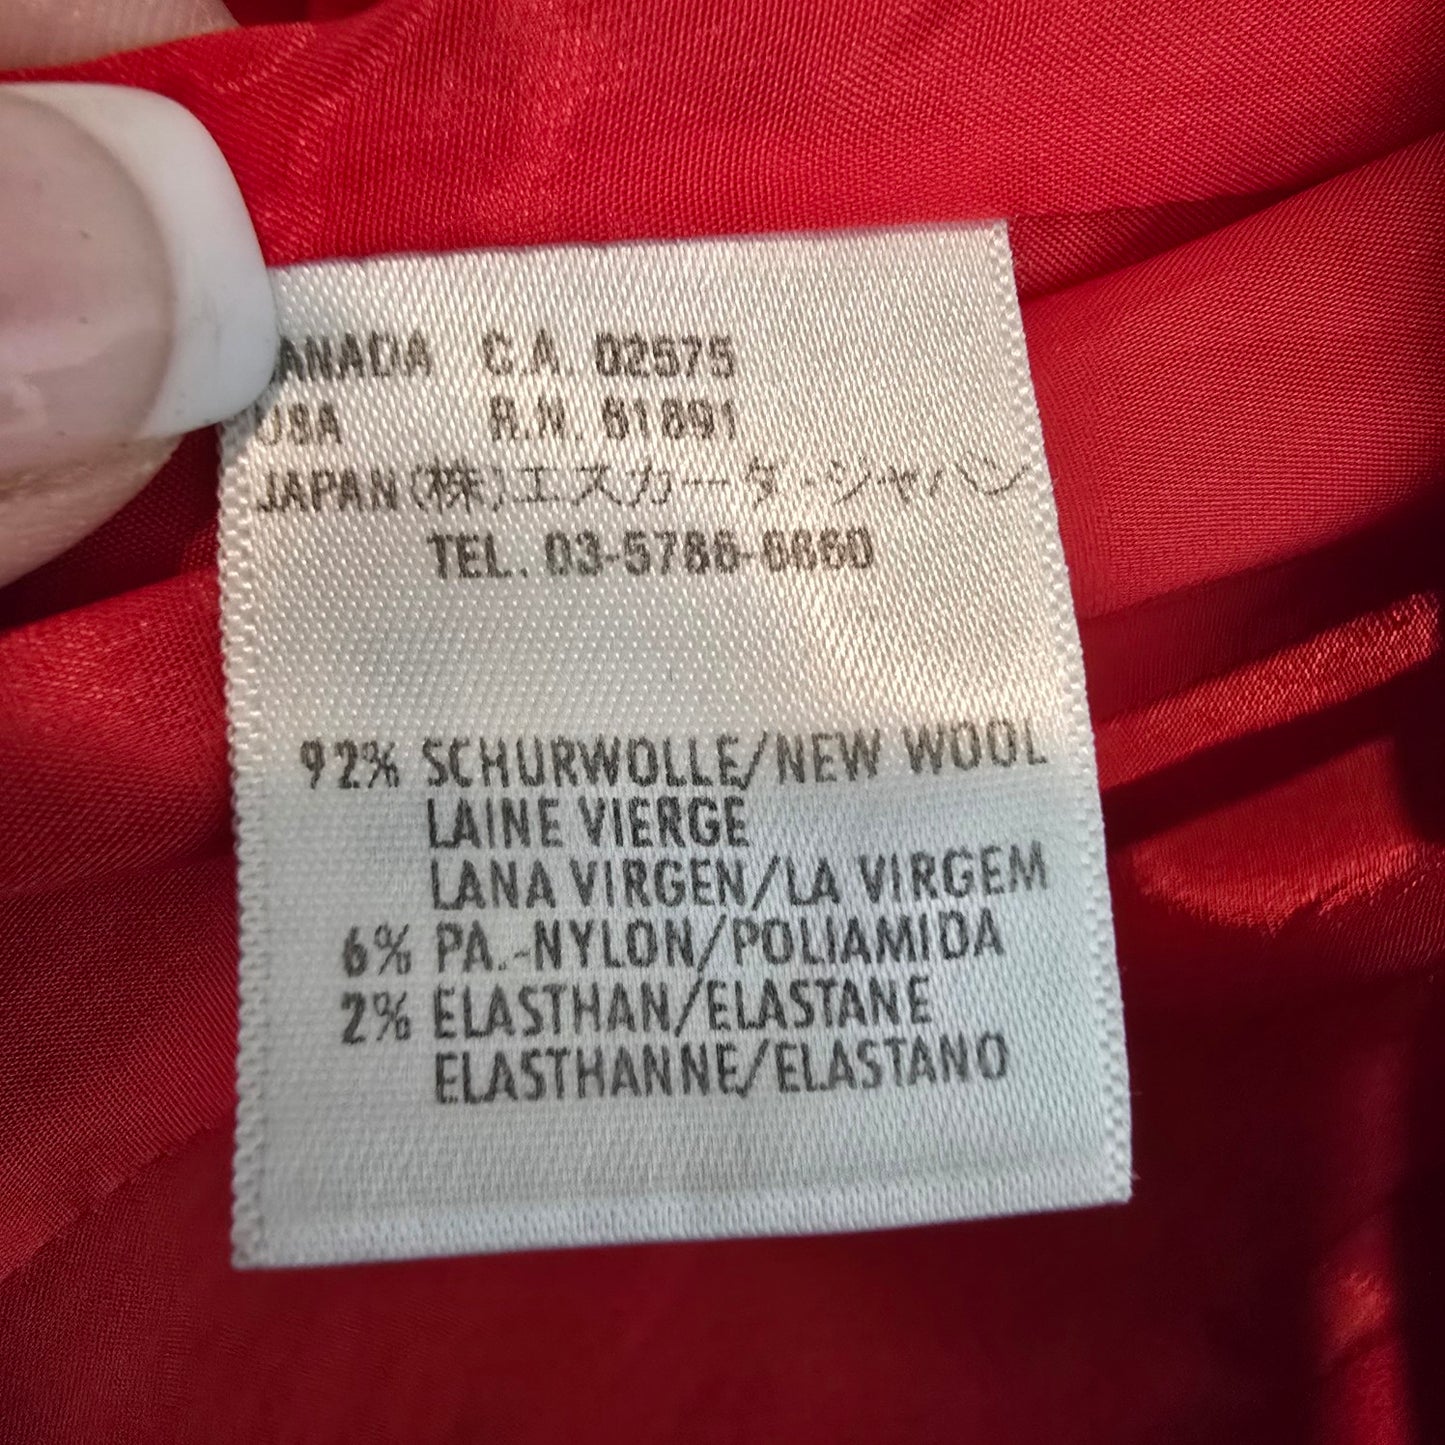 ANADA C.A. 02575
USA R.N. 61891
JAPAN(株)エスカーダ・ジャパン
TEL. 03-5786-6660
92% SCHURWOLLE/NEW WOOL
LAINE VIERGE
LANA VIRGEN/LA VIRGEM
6% PA.-NYLON/POLIAMIDA
2% ELASTHAN/ELASTANE
ELASTHANNE/ELASTANO